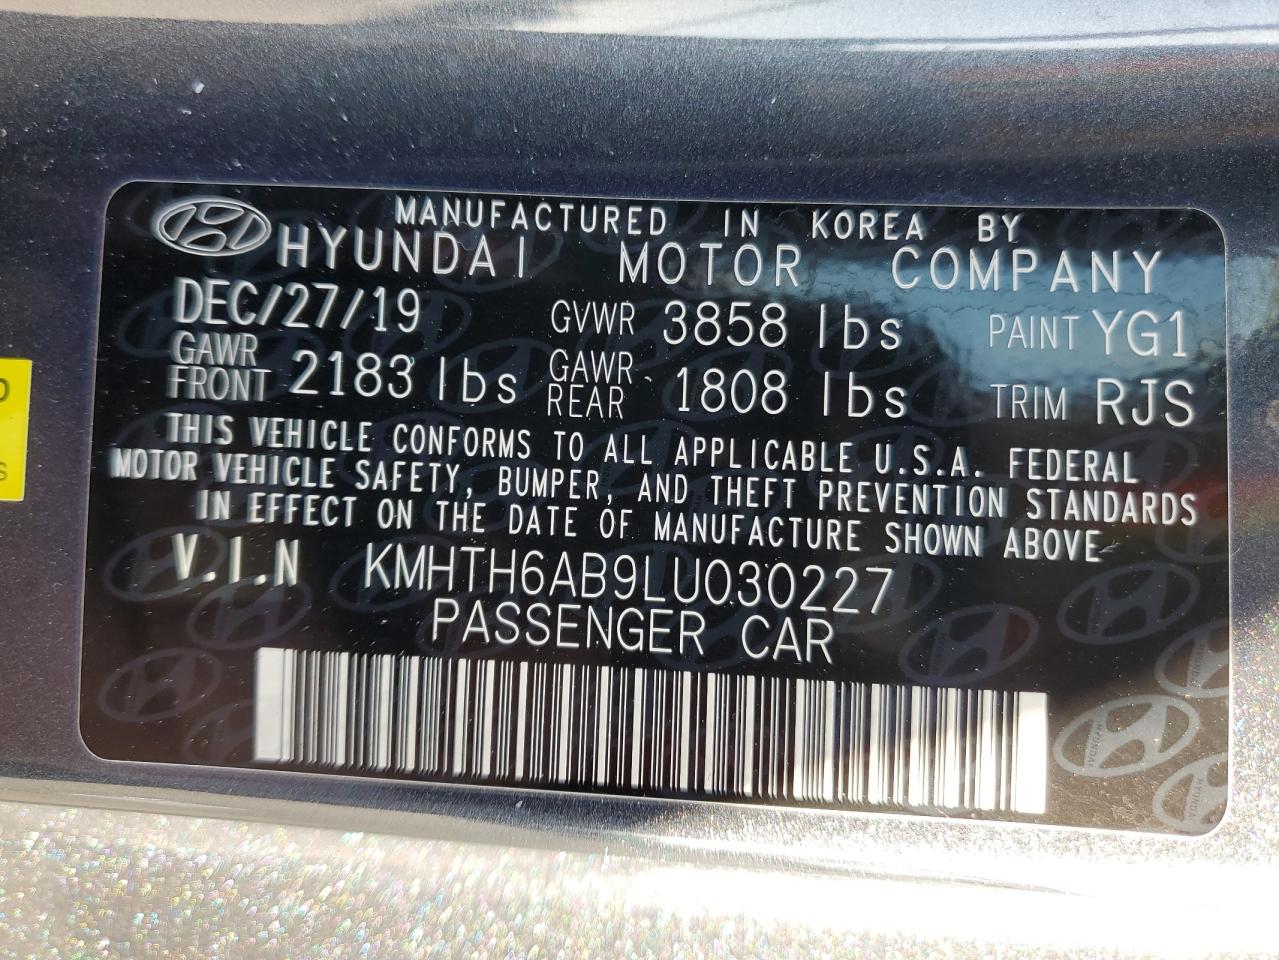 MANUFACTURED IN KOREA BY
HYUNDAI MOTOR COMPANY
DEC/27/19 GVWR 3858 lbs PAINT YG1
GAWR FRONT 2183 lbs GAWR REAR 1808 lbs TRIM RJS
THIS VEHICLE CONFORMS TO ALL APPLICABLE U.S.A. FEDERAL
MOTOR VEHICLE SAFETY, BUMPER, AND THEFT PREVENTION STANDARDS
IN EFFECT ON THE DATE OF MANUFACTURE SHOWN ABOVE
V.I.N KMHTH6AB9LU030227
PASSENGER CAR
HYUNDAI
HYUNDAI